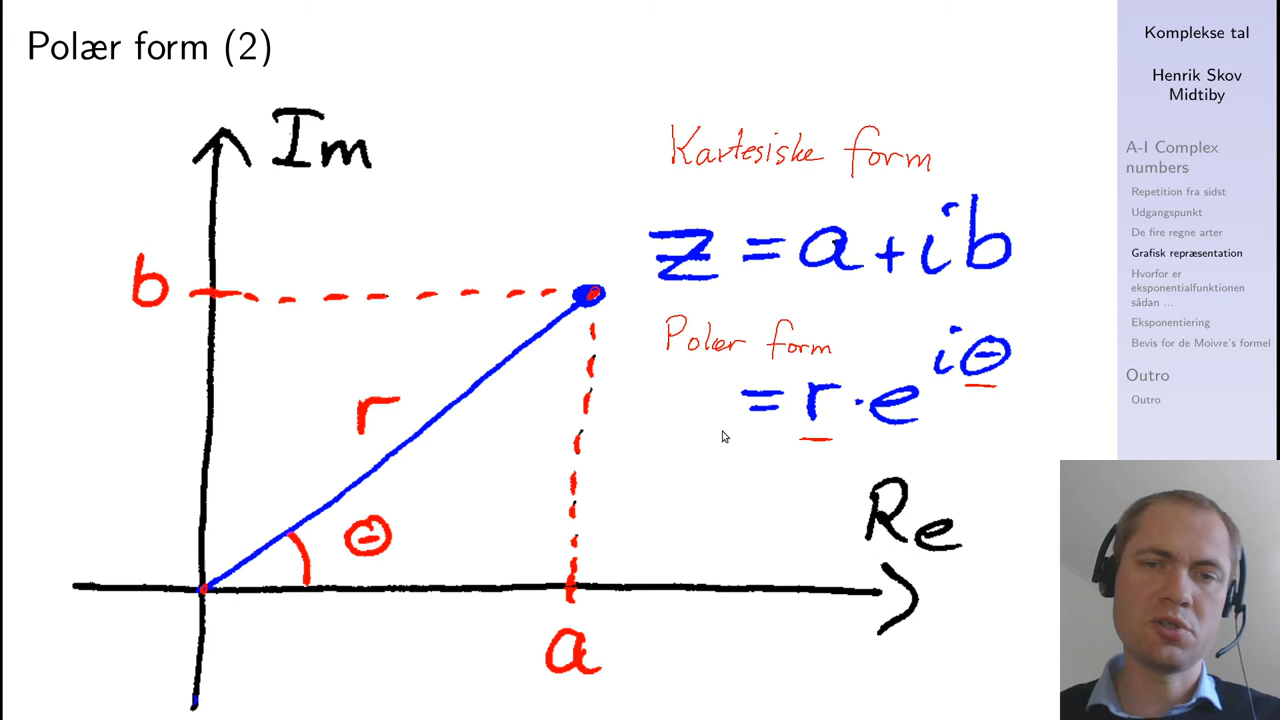 Polær form (2)
Im
b
r
Θ
a
Re
Kartesiske form
z = a + ib
Polær form
= r · e^{iΘ}
Komplekse tal
Henrik Skov
Midtiby
A-I Complex
numbers
Repetition fra sidst
Udgangspunkt
De fire regne arter
Grafisk repræsentation
Hvorfor er
eksponentialfunktionen
sådan ...
Eksponentiering
Bevis for de Moivre's formel
Outro
Outro